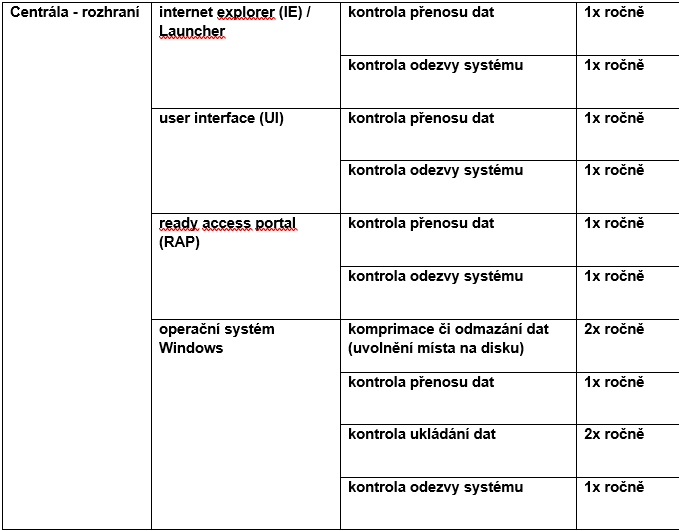 Centrála - rozhraní
internet explorer (IE) /
Launcher
kontrola přenosu dat
1x ročně
kontrola odezvy systému
1x ročně
user interface (UI)
kontrola přenosu dat
1x ročně
kontrola odezvy systému
1x ročně
ready access portal
(RAP)
kontrola přenosu dat
1x ročně
kontrola odezvy systému
1x ročně
operační systém
Windows
komprimace či odmazání dat
(uvolnění místa na disku)
2x ročně
kontrola přenosu dat
1x ročně
kontrola ukládání dat
2x ročně
kontrola odezvy systému
1x ročně